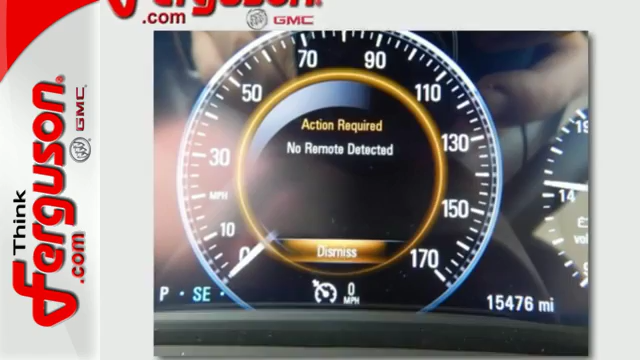 Ferguson
.com
GMC
Think
Ferguson
.com
GMC
70
90
50
110
30
130
MPH
10
150
0
170
Action Required
No Remote Detected
Dismiss
P · SE ·
0
MPH
15476 mi
14